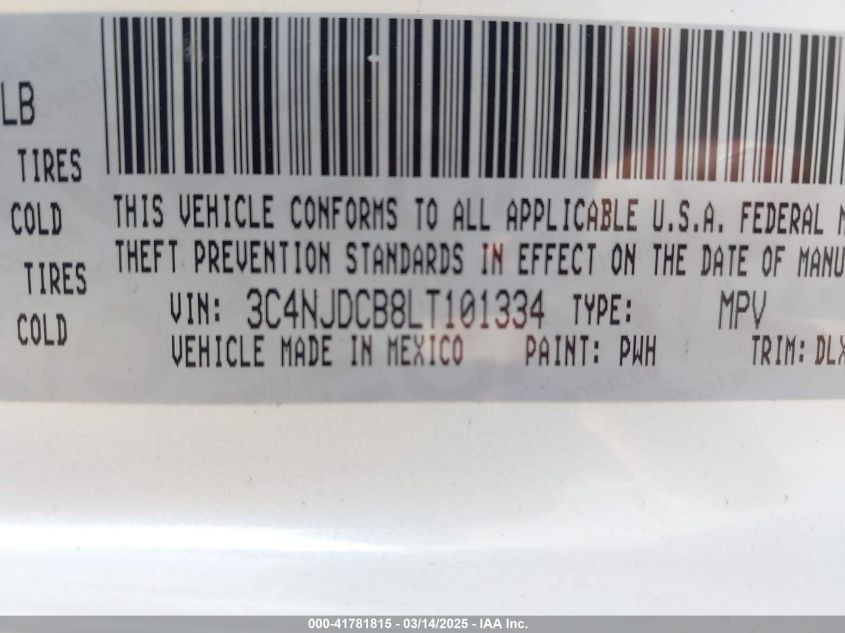 LB
TIRES
COLD
TIRES
COLD
THIS VEHICLE CONFORMS TO ALL APPLICABLE U.S.A. FEDERAL
THEFT PREVENTION STANDARDS IN EFFECT ON THE DATE OF MANU
VIN: 3C4NJDCB8LT101334 TYPE: MPV
VEHICLE MADE IN MEXICO PAINT: PWH TRIM: DLX
000-41781815 - 03/14/2025 - IAA Inc.